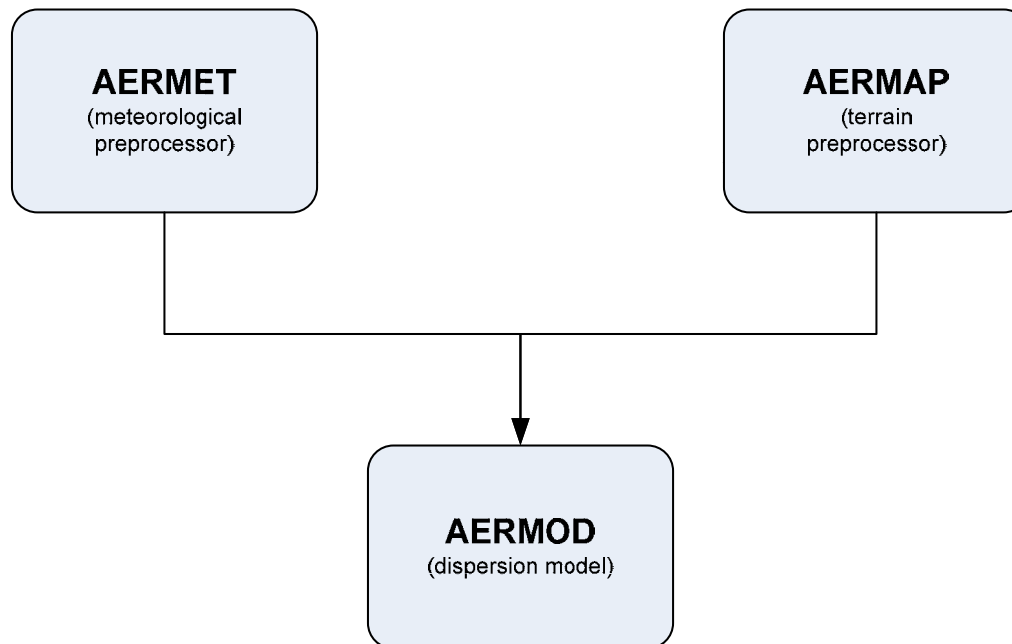 AERMET
(meteorological
preprocessor)
AERMAP
(terrain
preprocessor)
AERMOD
(dispersion model)